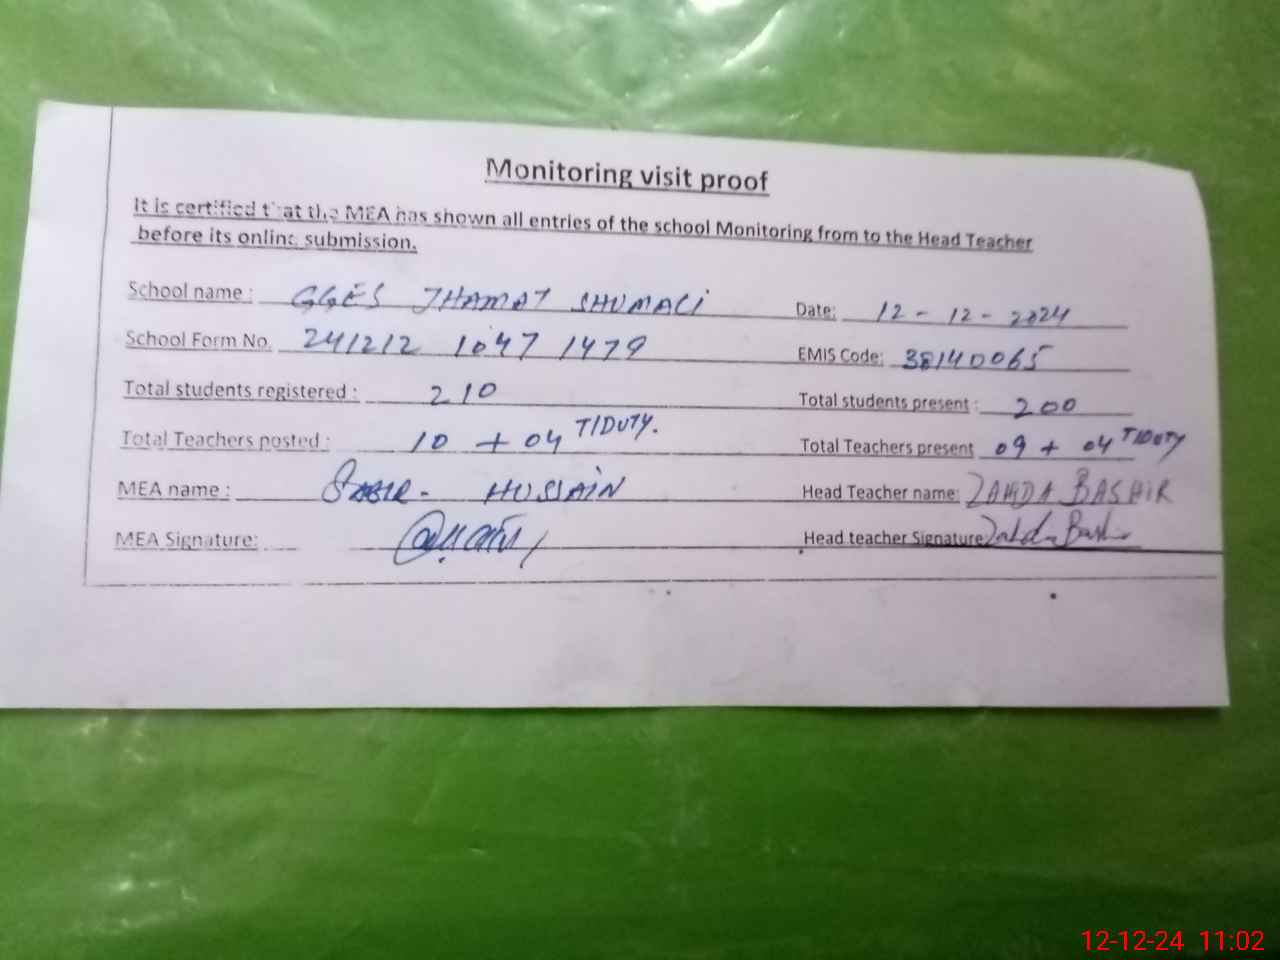 Monitoring visit proof
It is certified that the MEA has shown all entries of the school Monitoring from to the Head Teacher
before its online submission.
School name : GGES JHAMAT SHUMALI Date: 12 - 12 - 2024
School Form No. 241212 1047 1479 EMIS Code: 38140065
Total students registered : 210 Total students present : 200
Total Teachers posted : 10 + 04 T/DUTY. Total Teachers present 09 + 04 T/DUTY
MEA name : SABIR - HUSSAIN Head Teacher name: ZAHIDA BASHIR
MEA Signature: Head teacher Signature
12-12-24 11:02